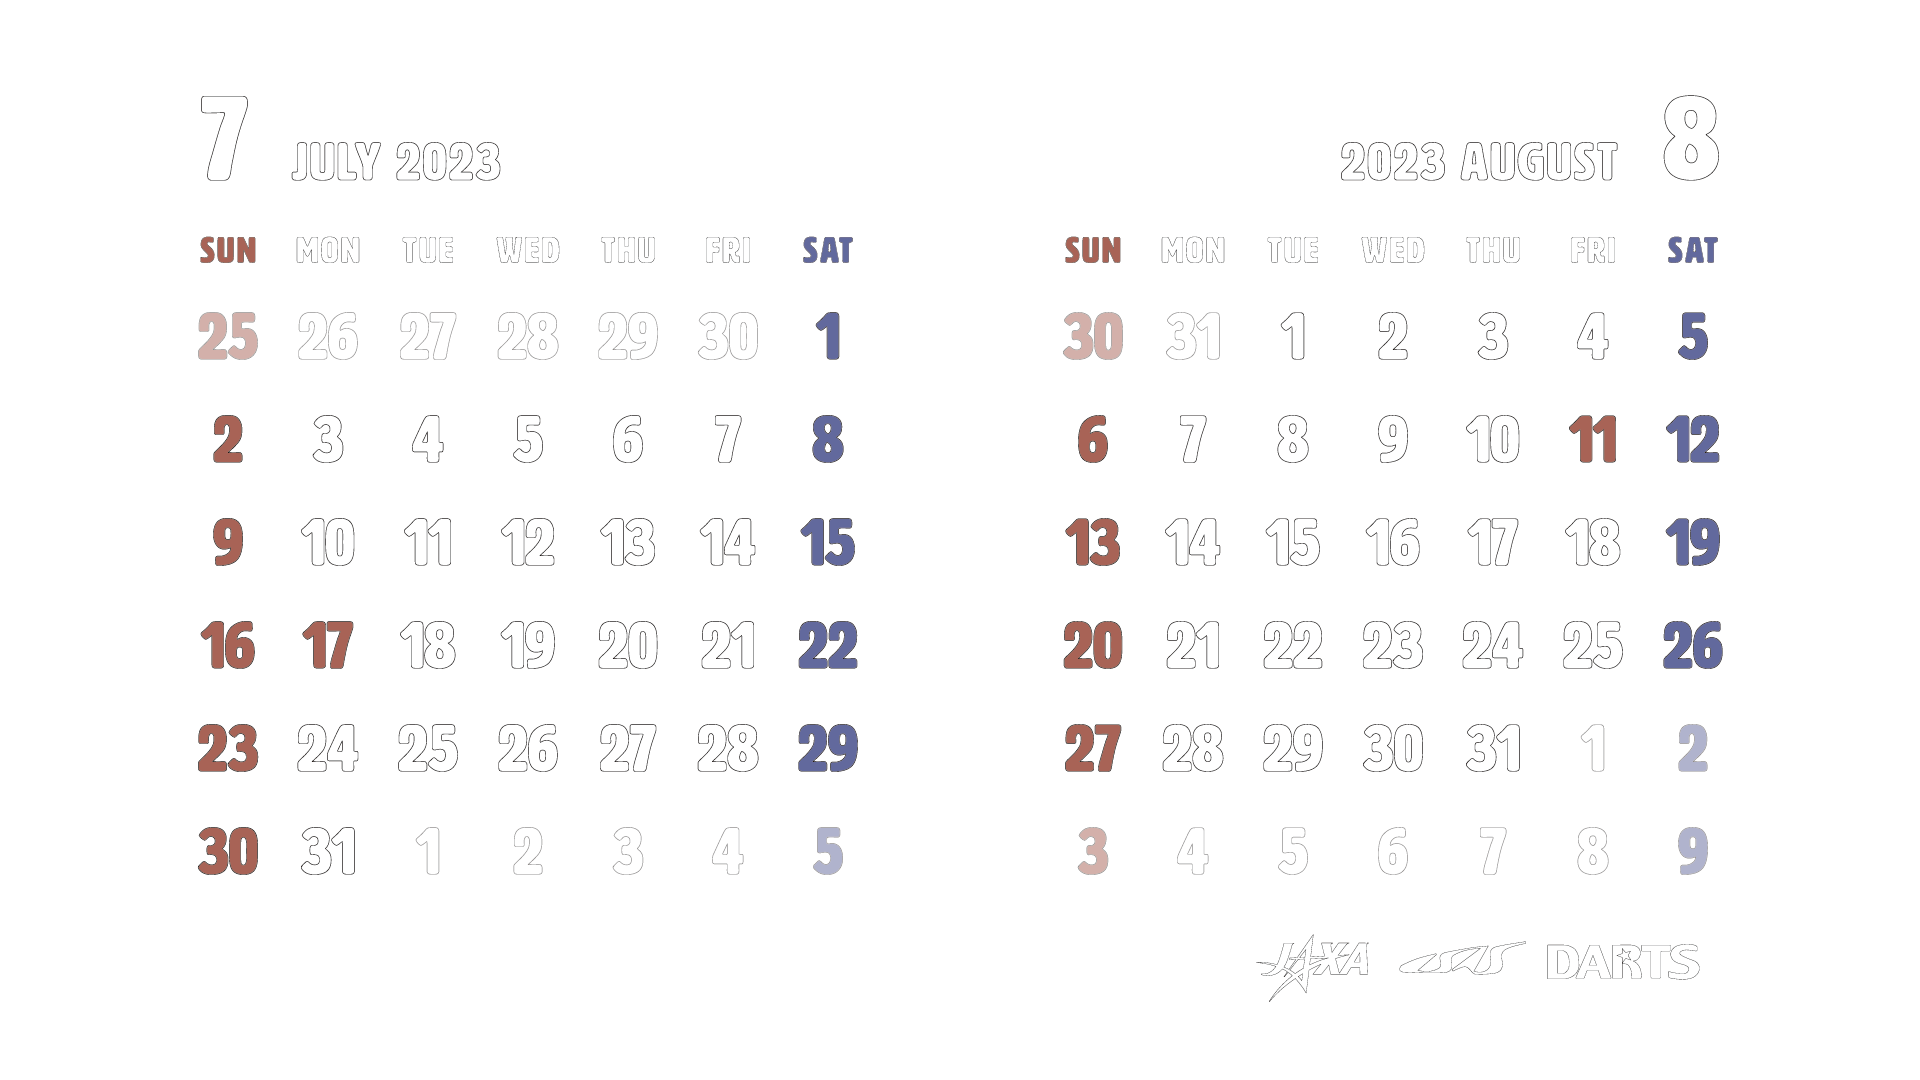 7 JULY 2023
SUN MON TUE WED THU FRI SAT
25 26 27 28 29 30 1
2 3 4 5 6 7 8
9 10 11 12 13 14 15
16 17 18 19 20 21 22
23 24 25 26 27 28 29
30 31 1 2 3 4 5
2023 AUGUST 8
SUN MON TUE WED THU FRI SAT
30 31 1 2 3 4 5
6 7 8 9 10 11 12
13 14 15 16 17 18 19
20 21 22 23 24 25 26
27 28 29 30 31 1 2
3 4 5 6 7 8 9
JAXA ISAS DARTS